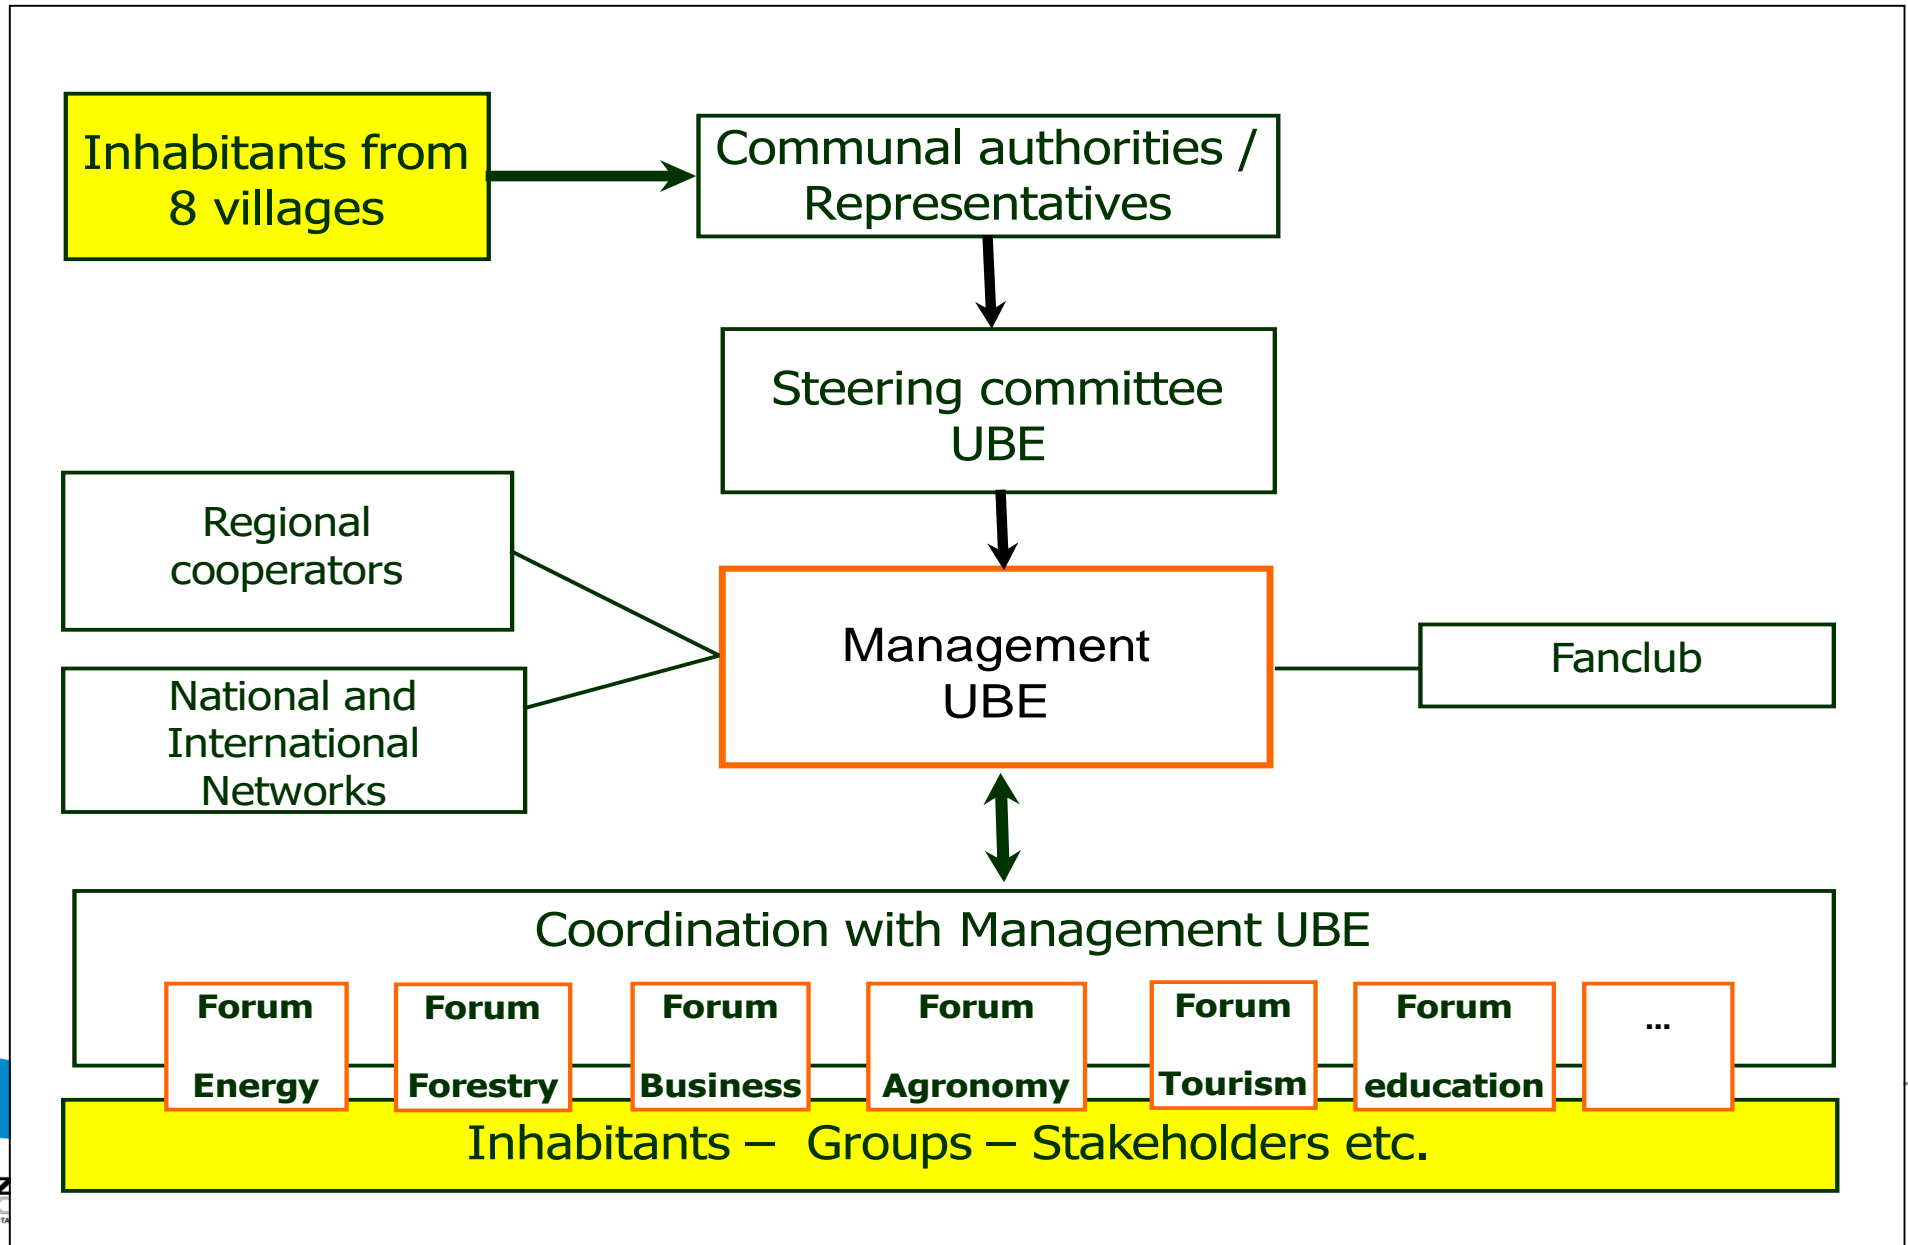 Inhabitants from
8 villages
Communal authorities /
Representatives
Steering committee
UBE
Regional
cooperators
National and
International
Networks
Management
UBE
Fanclub
Coordination with Management UBE
Forum
Energy
Forum
Forestry
Forum
Business
Forum
Agronomy
Forum
Tourism
Forum
education
...
Inhabitants – Groups – Stakeholders etc.